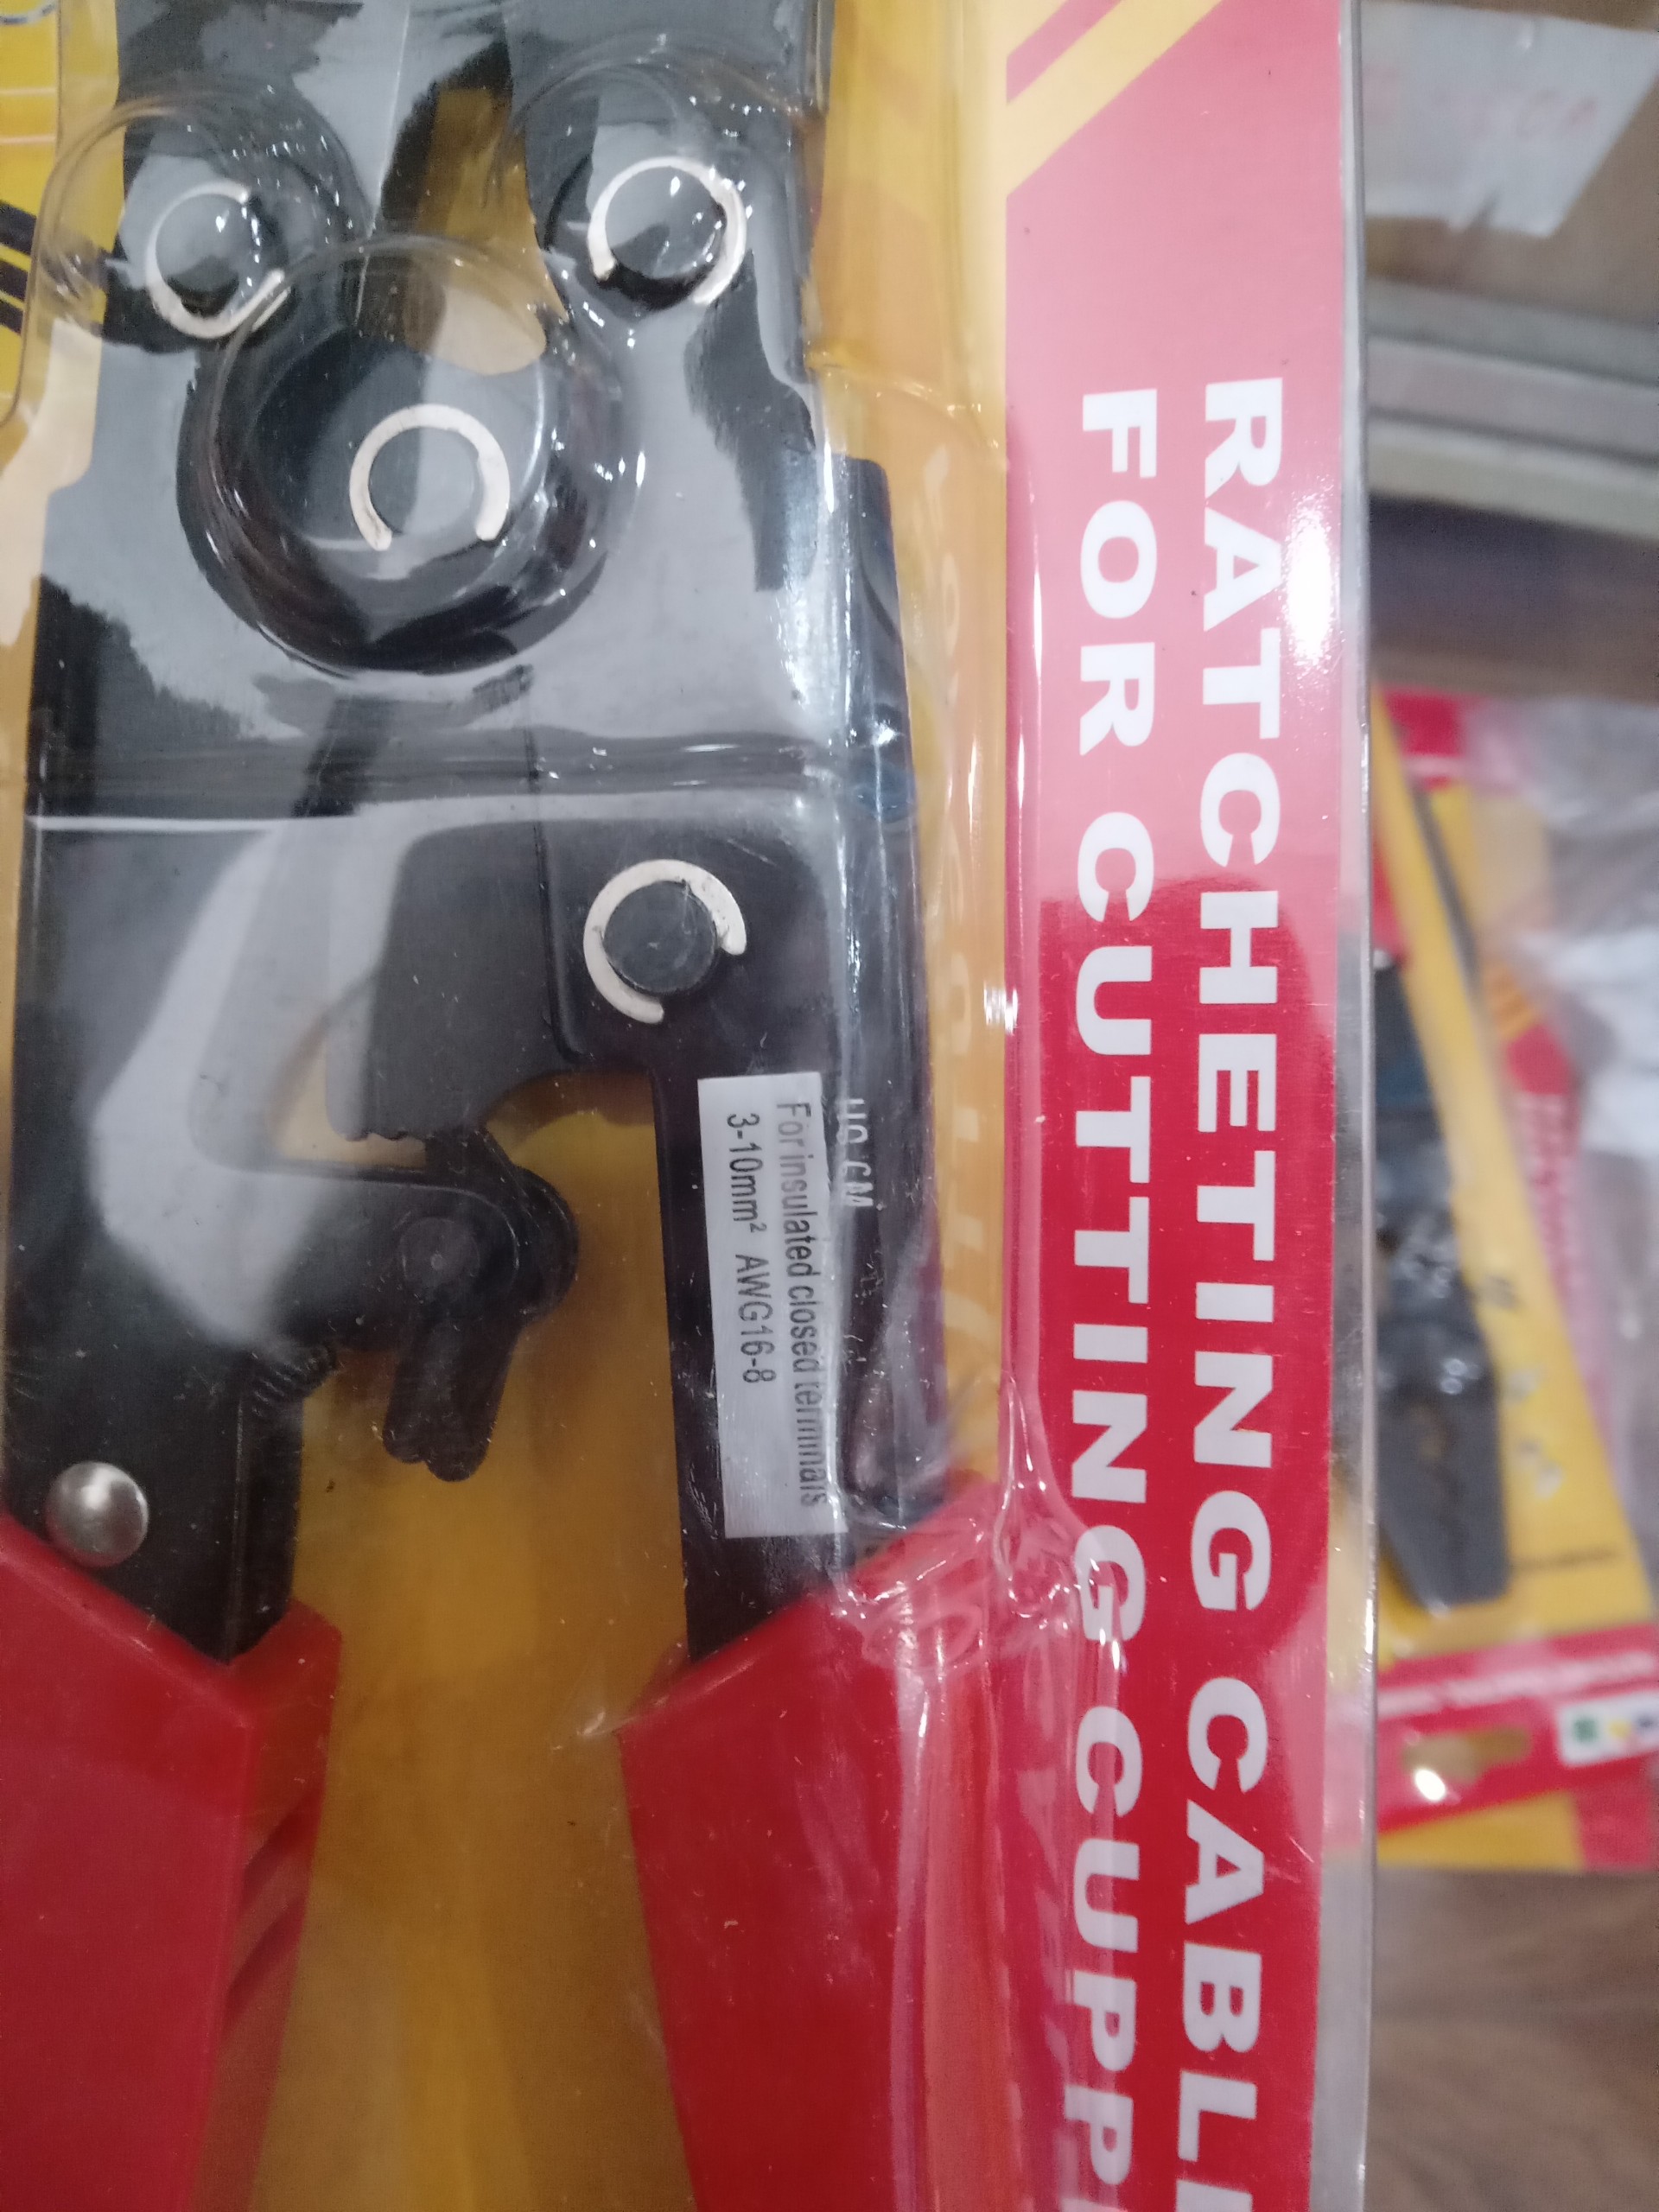 RATCHETING CABL
FOR CUTTING CUPP
For insulated closed terminals
3-10mm² AWG16-8